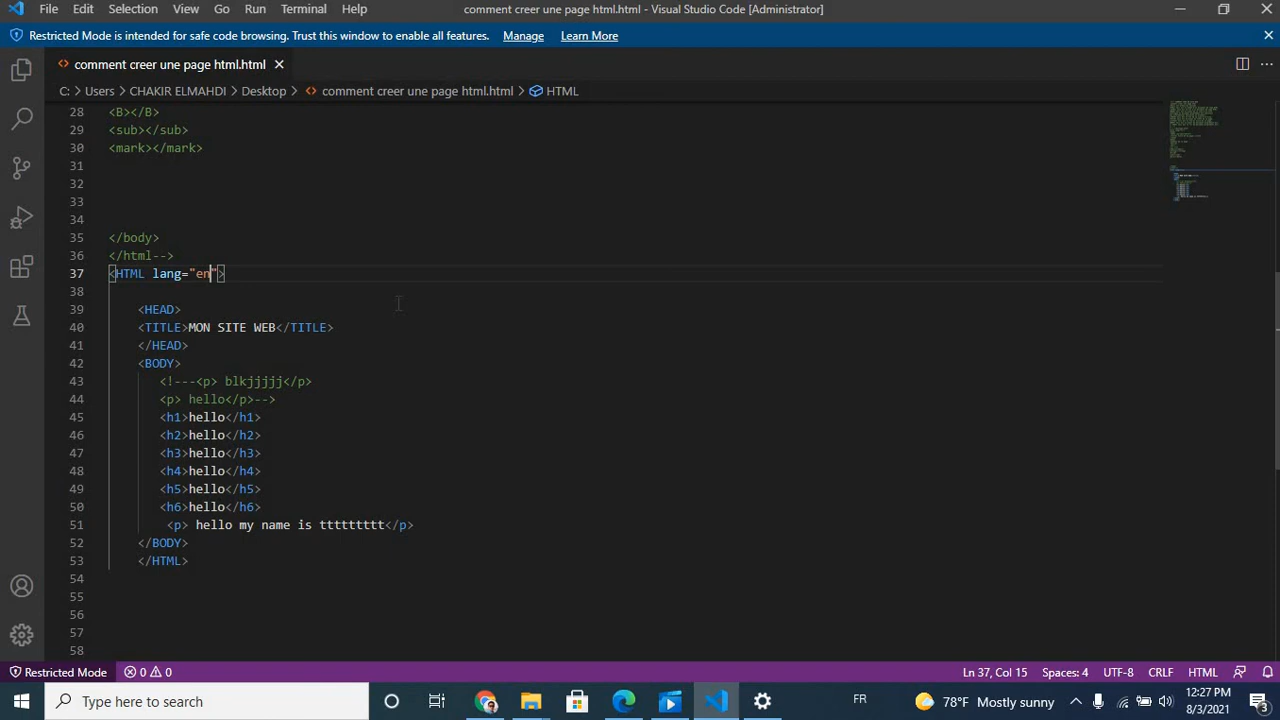 File Edit Selection View Go Run Terminal Help comment creer une page html.html - Visual Studio Code [Administrator]
Restricted Mode is intended for safe code browsing. Trust this window to enable all features. Manage Learn More
comment creer une page html.html
C: > Users > CHAKIR ELMAHDI > Desktop > comment creer une page html.html > HTML
28 <B></B>
29 <sub></sub>
30 <mark></mark>
31
32
33
34
35 </body>
36 </html-->
37 <HTML lang="en">
38
39 <HEAD>
40 <TITLE>MON SITE WEB</TITLE>
41 </HEAD>
42 <BODY>
43 <!---<p> blkjjjjj</p>
44 <p> hello</p>-->
45 <h1>hello</h1>
46 <h2>hello</h2>
47 <h3>hello</h3>
48 <h4>hello</h4>
49 <h5>hello</h5>
50 <h6>hello</h6>
51 <p> hello my name is ttttttttt</p>
52 </BODY>
53 </HTML>
54
55
56
57
58
Restricted Mode 0 0 Ln 37, Col 15 Spaces: 4 UTF-8 CRLF HTML
Type here to search FR 78°F Mostly sunny 12:27 PM
8/3/2021 3